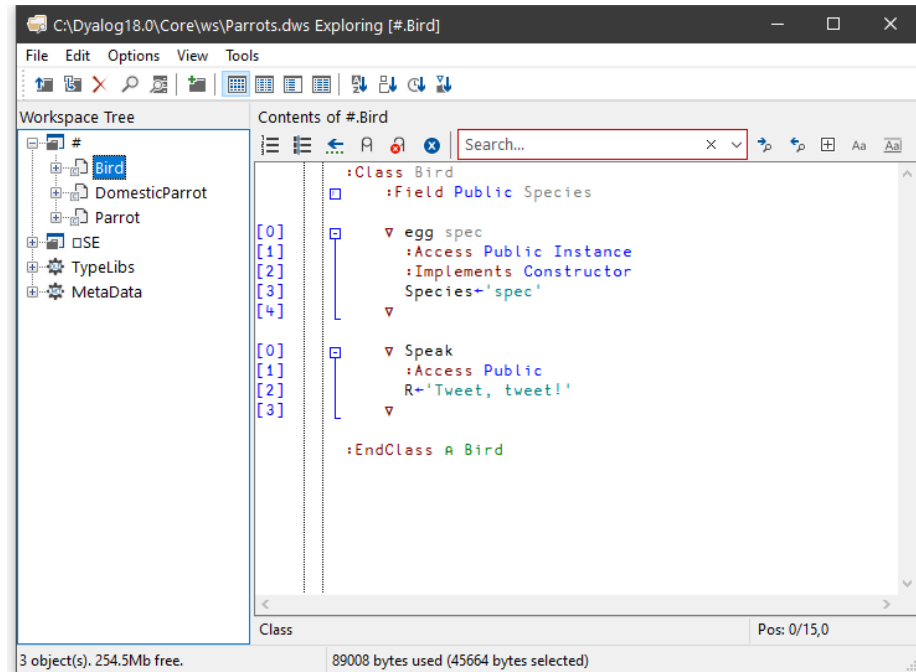 C:\Dyalog18.0\Core\ws\Parrots.dws Exploring [#.Bird]
File Edit Options View Tools
Workspace Tree
#
Bird
DomesticParrot
Parrot
⎕SE
TypeLibs
MetaData
Contents of #.Bird
Search...
Aa Aa
:Class Bird
:Field Public Species
[0] ∇ egg spec
[1] :Access Public Instance
[2] :Implements Constructor
[3] Species←'spec'
[4] ∇
[0] ∇ Speak
[1] :Access Public
[2] R←'Tweet, tweet!'
[3] ∇
:EndClass ⍝ Bird
Class
Pos: 0/15,0
3 object(s). 254.5Mb free.
89008 bytes used (45664 bytes selected)